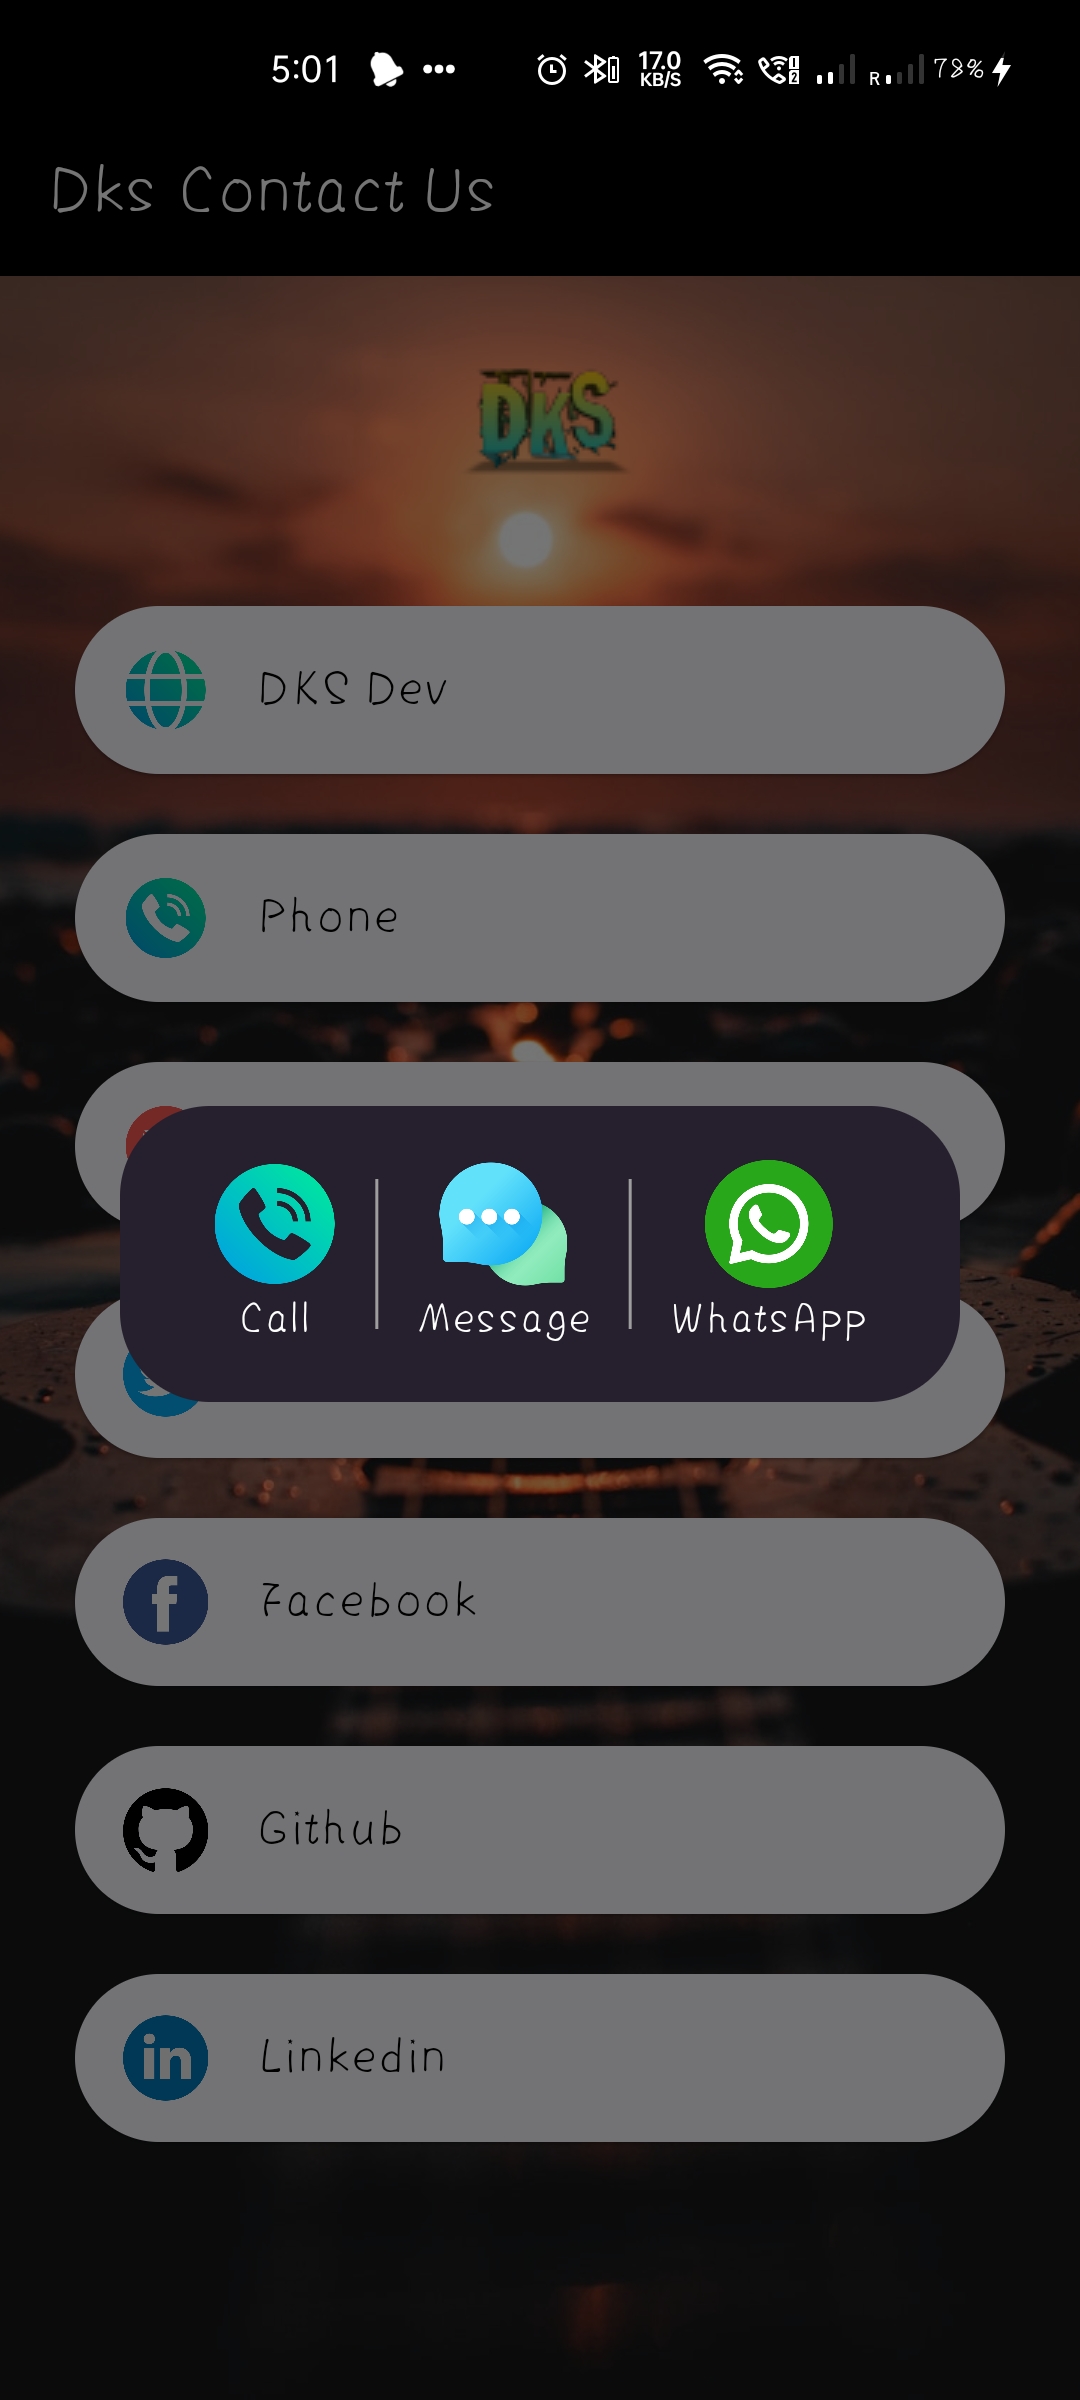 5:01 17.0 KB/S R 78%
Dks Contact Us
DKS
DKS Dev
Phone
Call Message WhatsApp
Facebook
Github
in Linkedin